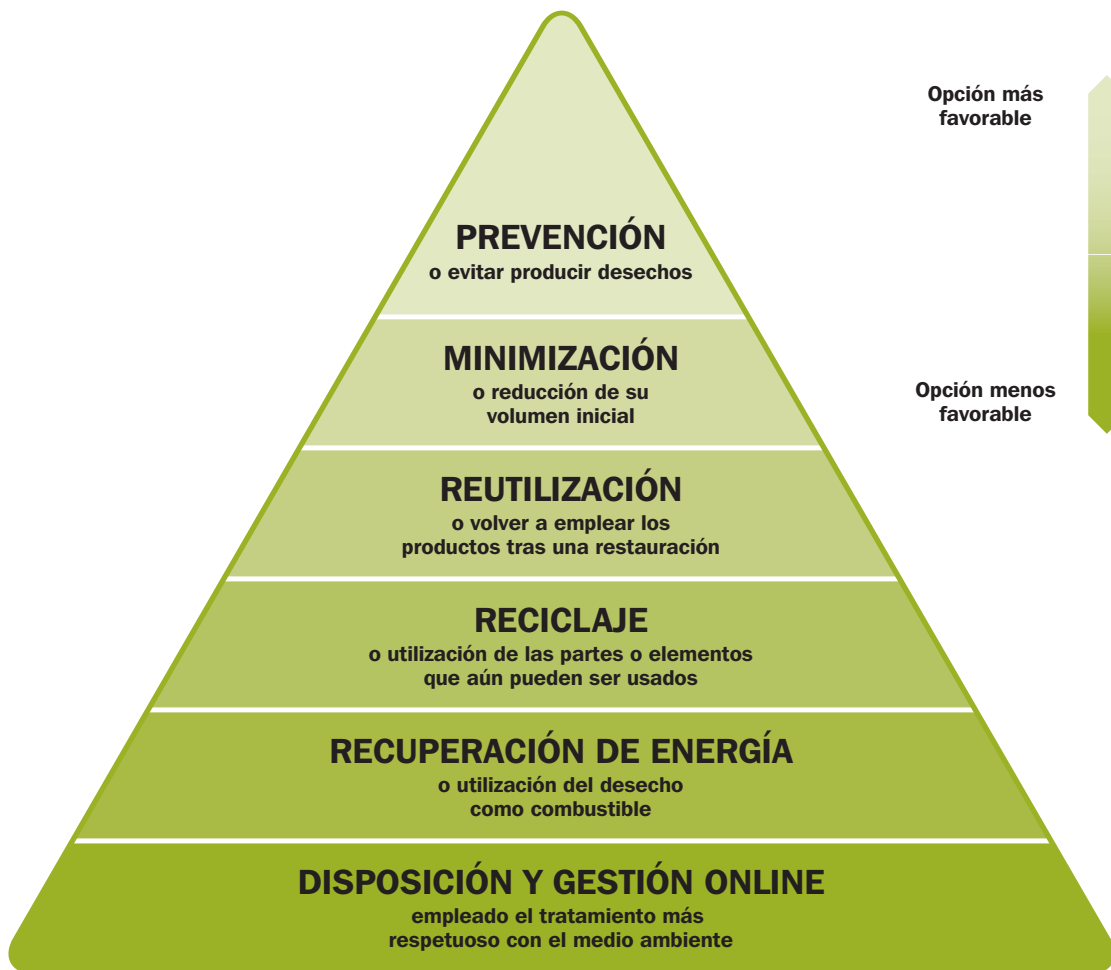 Opción más
favorable
PREVENCIÓN
o evitar producir desechos
MINIMIZACIÓN
o reducción de su
volumen inicial
Opción menos
favorable
REUTILIZACIÓN
o volver a emplear los
productos tras una restauración
RECICLAJE
o utilización de las partes o elementos
que aún pueden ser usados
RECUPERACIÓN DE ENERGÍA
o utilización del desecho
como combustible
DISPOSICIÓN Y GESTIÓN ONLINE
empleado el tratamiento más
respetuoso con el medio ambiente